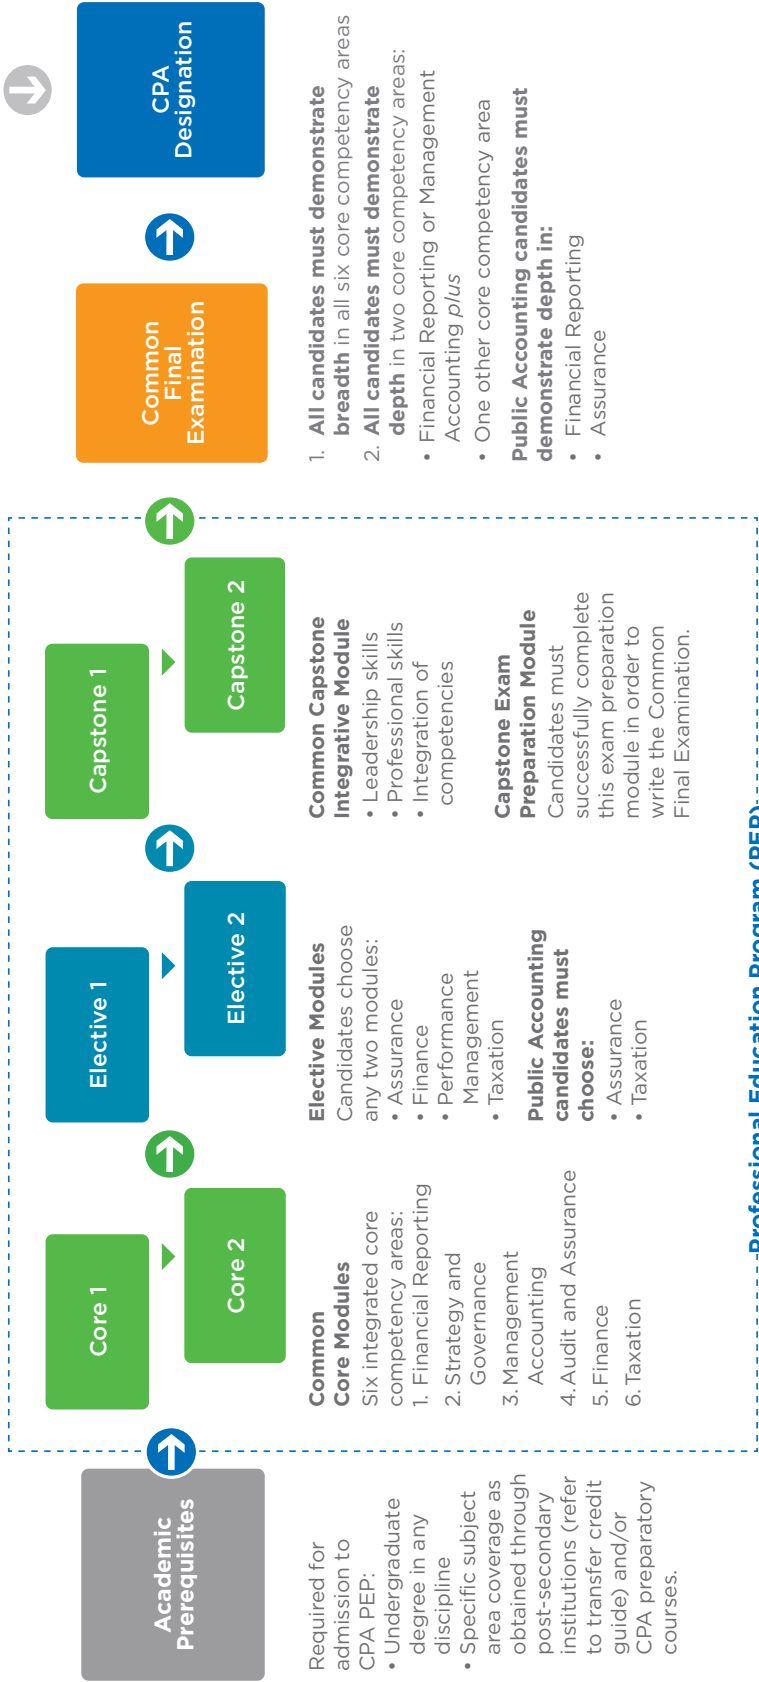 Academic
Prerequisites
Required for
admission to
CPA PEP:
• Undergraduate
degree in any
discipline
• Specific subject
area coverage as
obtained through
post-secondary
institutions (refer
to transfer credit
guide) and/or
CPA preparatory
courses.
Core 1
Core 2
Common
Core Modules
Six integrated core
competency areas:
1. Financial Reporting
2. Strategy and
Governance
3. Management
Accounting
4. Audit and Assurance
5. Finance
6. Taxation
Elective 1
Elective 2
Elective Modules
Candidates choose
any two modules:
• Assurance
• Finance
• Performance
Management
• Taxation
Public Accounting
candidates must
choose:
• Assurance
• Taxation
Capstone 1
Capstone 2
Common Capstone
Integrative Module
• Leadership skills
• Professional skills
• Integration of
competencies
Capstone Exam
Preparation Module
Candidates must
successfully complete
this exam preparation
module in order to
write the Common
Final Examination.
Professional Education Program (PEP)
Common
Final
Examination
CPA
Designation
1. All candidates must demonstrate
breadth in all six core competency areas
2. All candidates must demonstrate
depth in two core competency areas:
• Financial Reporting or Management
Accounting plus
• One other core competency area
Public Accounting candidates must
demonstrate depth in:
• Financial Reporting
• Assurance